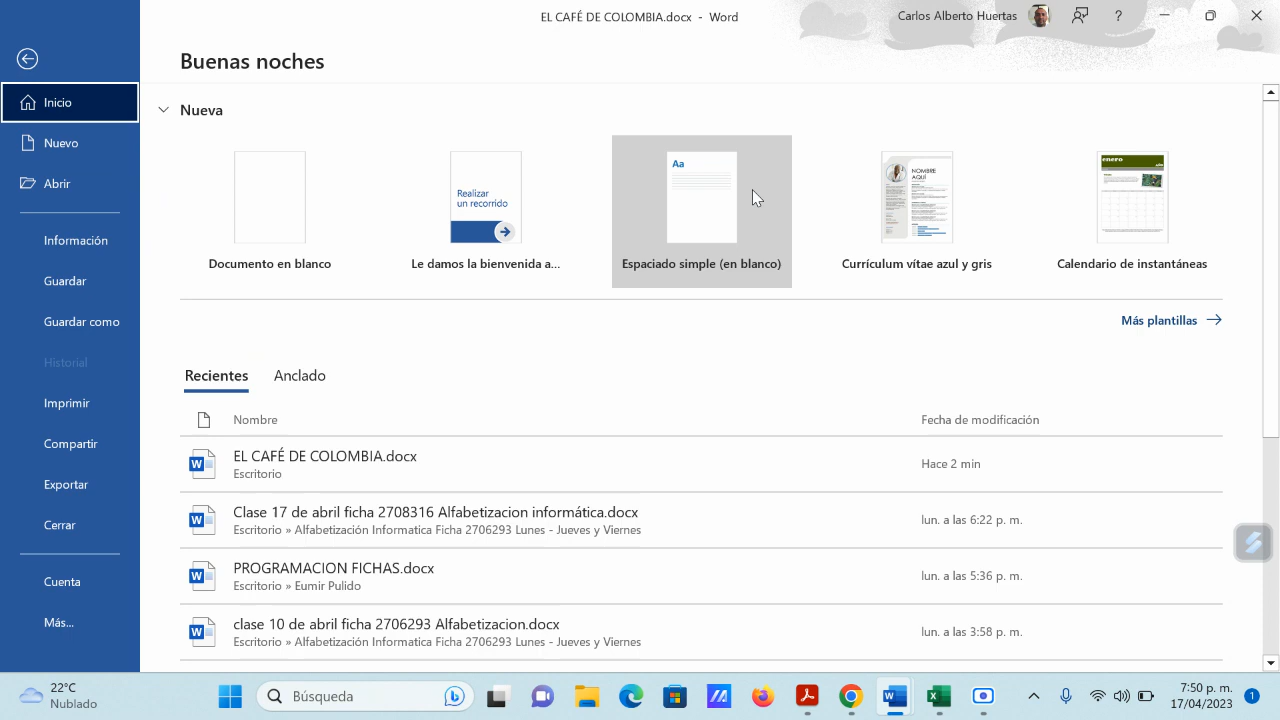 EL CAFÉ DE COLOMBIA.docx - Word
Carlos Alberto Huertas
?
Buenas noches
Inicio
Nuevo
Abrir
Información
Guardar
Guardar como
Historial
Imprimir
Compartir
Exportar
Cerrar
Cuenta
Más...
Nueva
Realizar
un recorrido
Aa
NOMBRE
AQUÍ
enero
Documento en blanco
Le damos la bienvenida a...
Espaciado simple (en blanco)
Currículum vítae azul y gris
Calendario de instantáneas
Más plantillas
Recientes
Anclado
Nombre
Fecha de modificación
EL CAFÉ DE COLOMBIA.docx
Escritorio
Hace 2 min
Clase 17 de abril ficha 2708316 Alfabetizacion informática.docx
Escritorio » Alfabetización Informatica Ficha 2706293 Lunes - Jueves y Viernes
lun. a las 6:22 p. m.
PROGRAMACION FICHAS.docx
Escritorio » Eumir Pulido
lun. a las 5:36 p. m.
clase 10 de abril ficha 2706293 Alfabetizacion.docx
Escritorio » Alfabetización Informatica Ficha 2706293 Lunes - Jueves y Viernes
lun. a las 3:58 p. m.
22°C
Nublado
Búsqueda
7:50 p. m.
17/04/2023
1